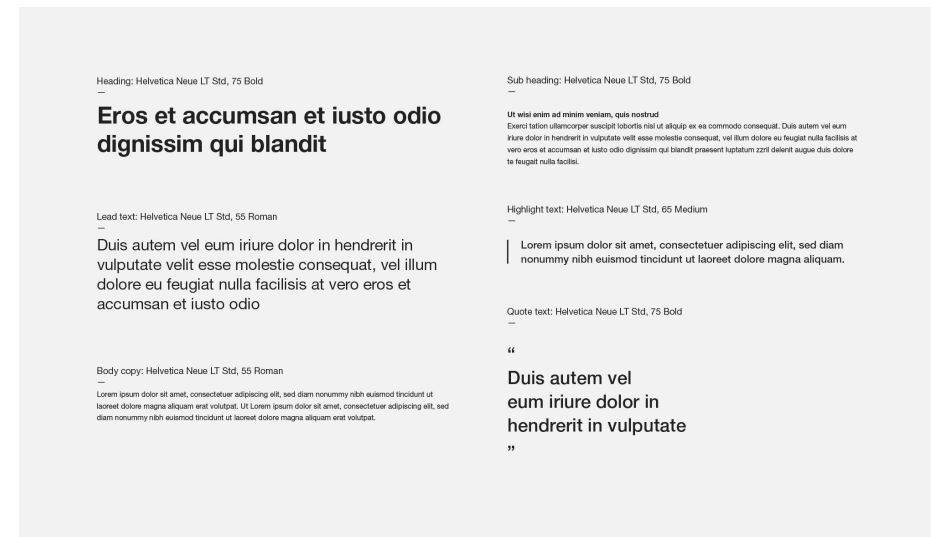 Heading: Helvetica Neue LT Std, 75 Bold
—
Eros et accumsan et iusto odio
dignissim qui blandit
Lead text: Helvetica Neue LT Std, 55 Roman
—
Duis autem vel eum iriure dolor in hendrerit in
vulputate velit esse molestie consequat, vel illum
dolore eu feugiat nulla facilisis at vero eros et
accumsan et iusto odio
Body copy: Helvetica Neue LT Std, 55 Roman
—
Lorem ipsum dolor sit amet, consectetuer adipiscing elit, sed diam nonummy nibh euismod tincidunt ut
laoreet dolore magna aliquam erat volutpat. Ut Lorem ipsum dolor sit amet, consectetuer adipiscing elit, sed
diam nonummy nibh euismod tincidunt ut laoreet dolore magna aliquam erat volutpat.
Sub heading: Helvetica Neue LT Std, 75 Bold
—
Ut wisi enim ad minim veniam, quis nostrud
Exerci tation ullamcorper suscipit lobortis nisl ut aliquip ex ea commodo consequat. Duis autem vel eum
iriure dolor in hendrerit in vulputate velit esse molestie consequat, vel illum dolore eu feugiat nulla facilisis at
vero eros et accumsan et iusto odio dignissim qui blandit praesent luptatum zzril delenit augue duis dolore
te feugait nulla facilisi.
Highlight text: Helvetica Neue LT Std, 65 Medium
—
Lorem ipsum dolor sit amet, consectetuer adipiscing elit, sed diam
nonummy nibh euismod tincidunt ut laoreet dolore magna aliquam.
Quote text: Helvetica Neue LT Std, 75 Bold
—
“
Duis autem vel
eum iriure dolor in
hendrerit in vulputate
”